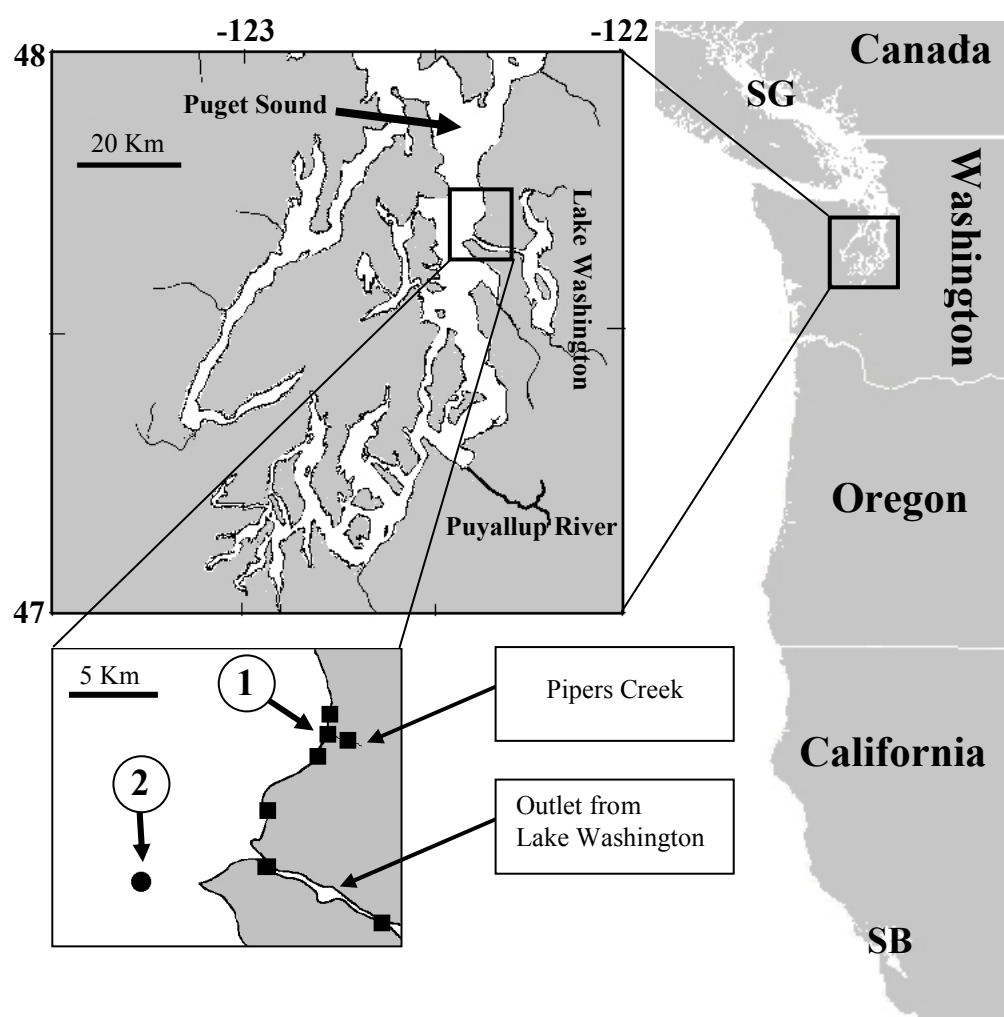 -123
-122
48
Canada
SG
Puget Sound
20 Km
Washington
Lake Washington
Oregon
Puyallup River
47
5 Km
1
Pipers Creek
2
California
Outlet from
Lake Washington
SB